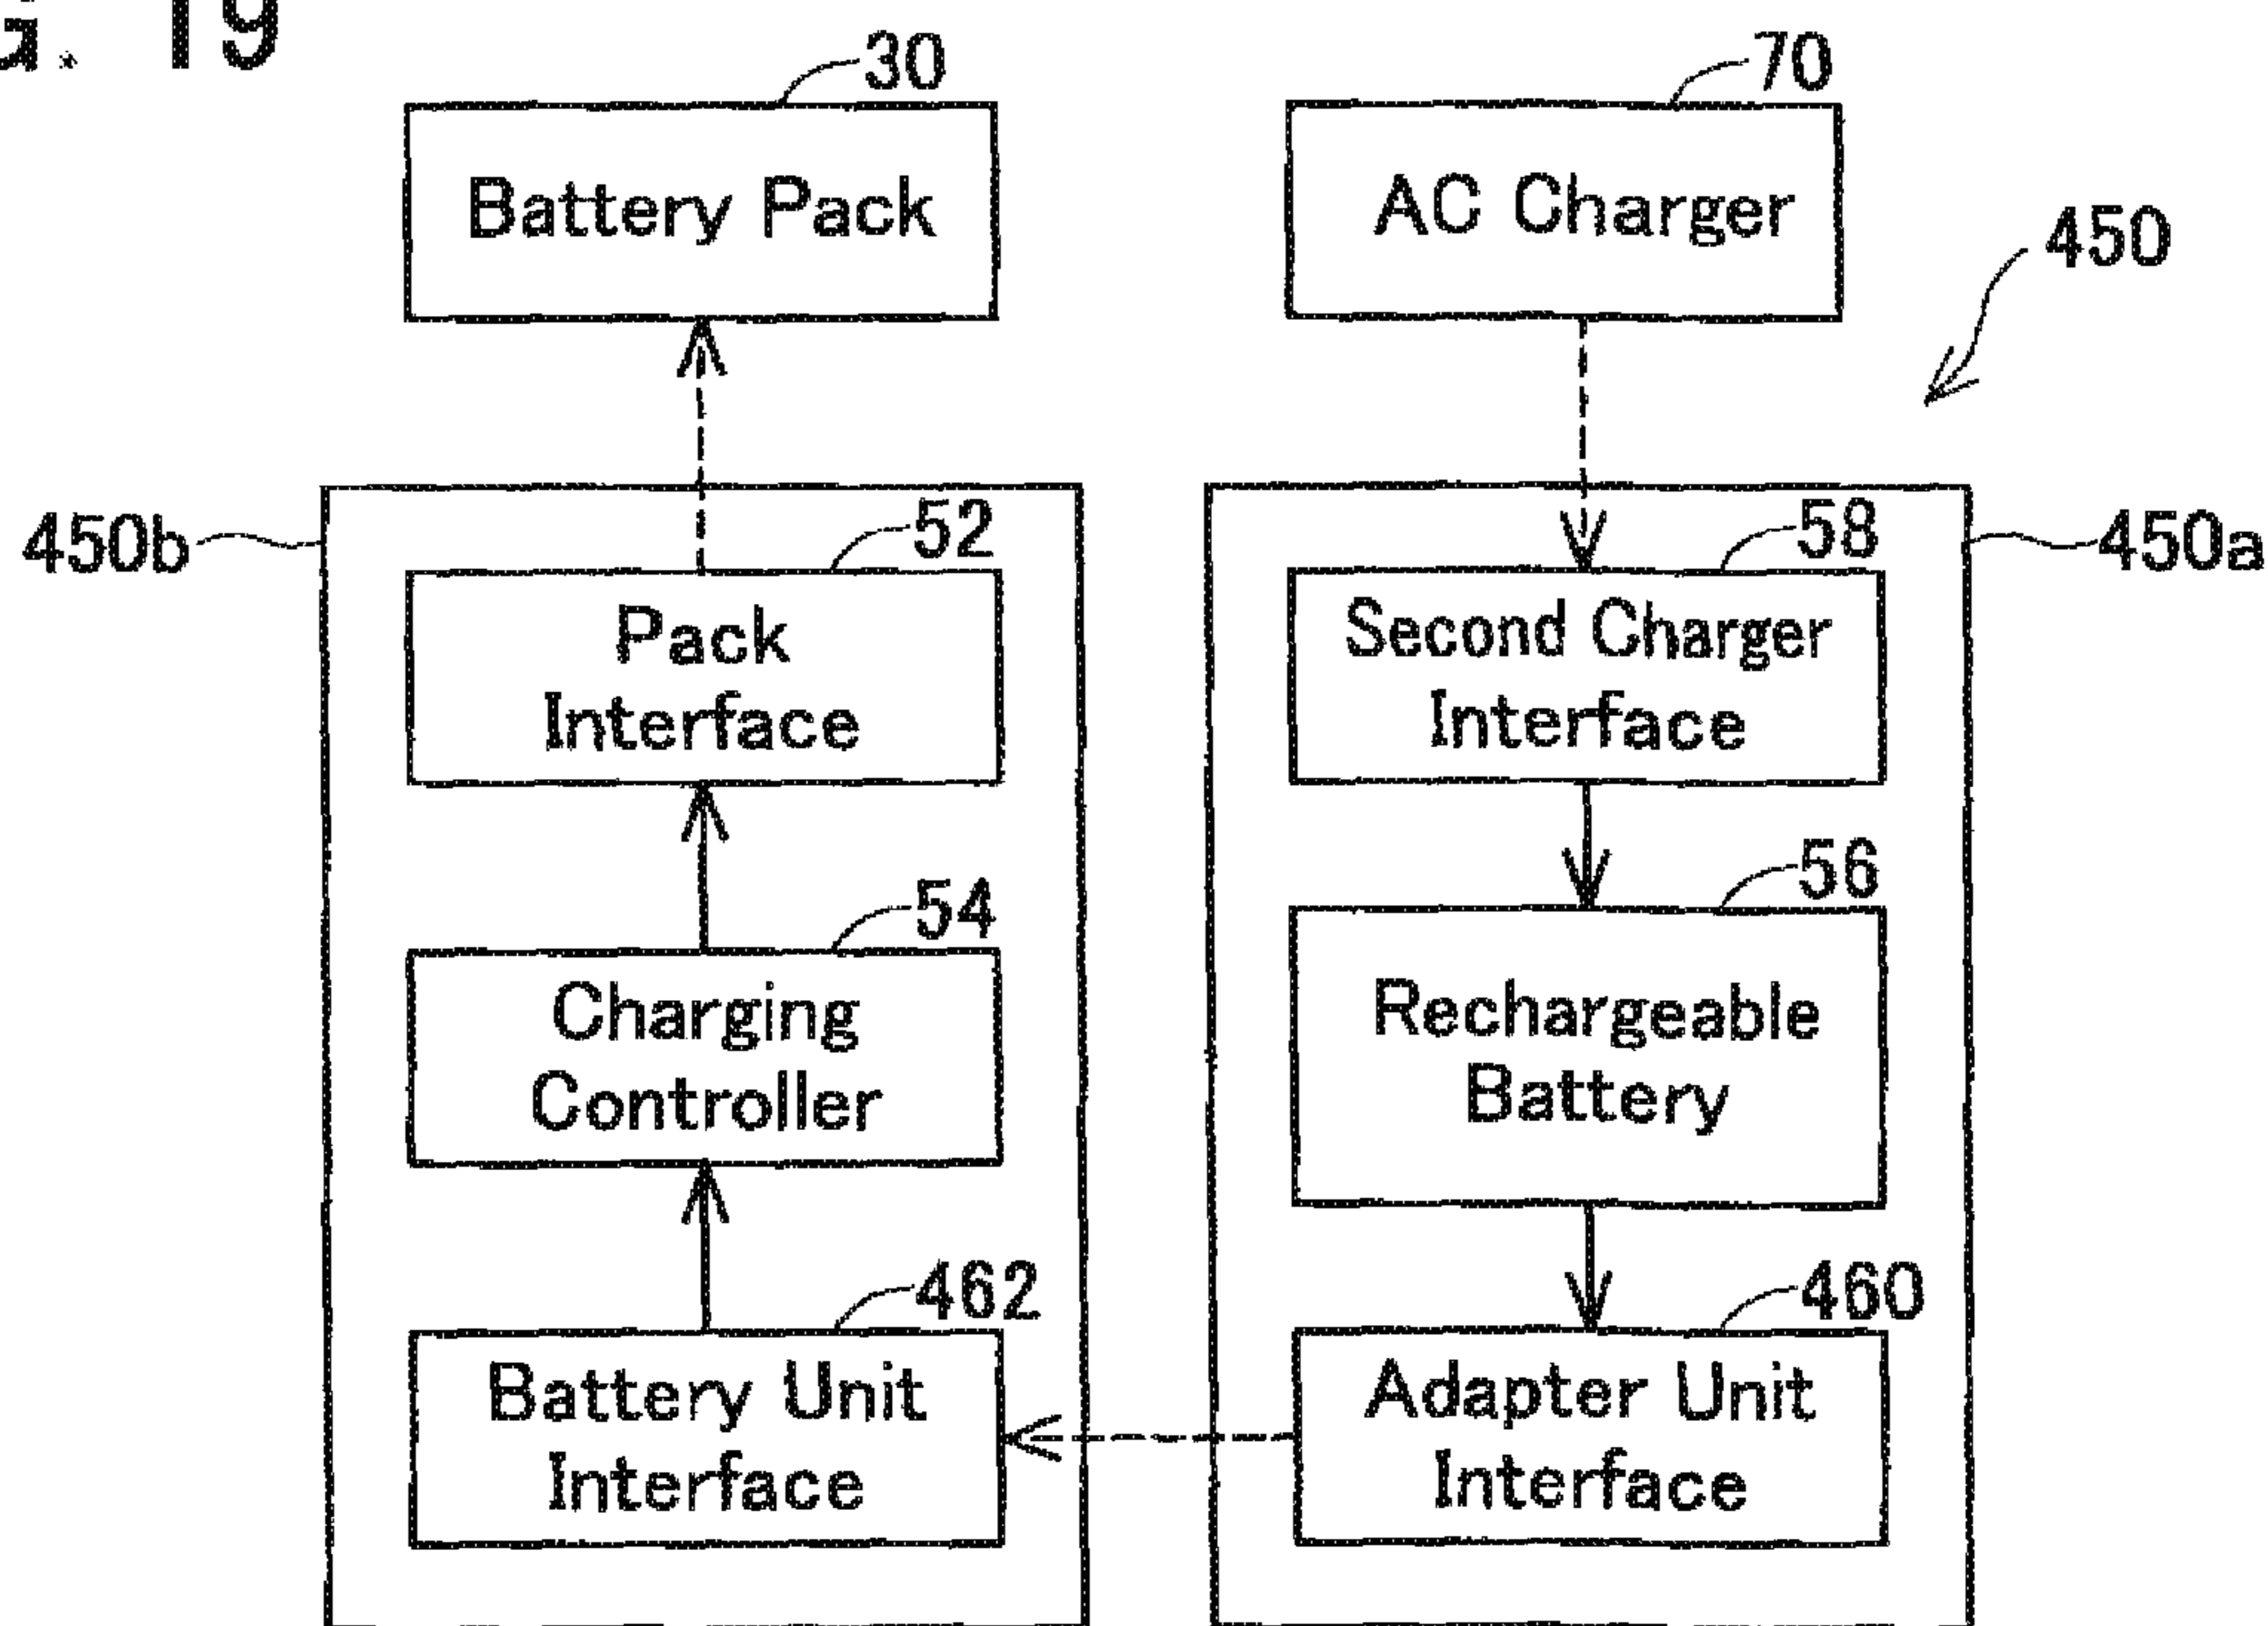 G. 19
30
70
Battery Pack
AC Charger
450
450b
52
58
450a
Pack
Interface
Second Charger
Interface
54
56
Charging
Controller
Rechargeable
Battery
462
460
Battery Unit
Interface
Adapter Unit
Interface